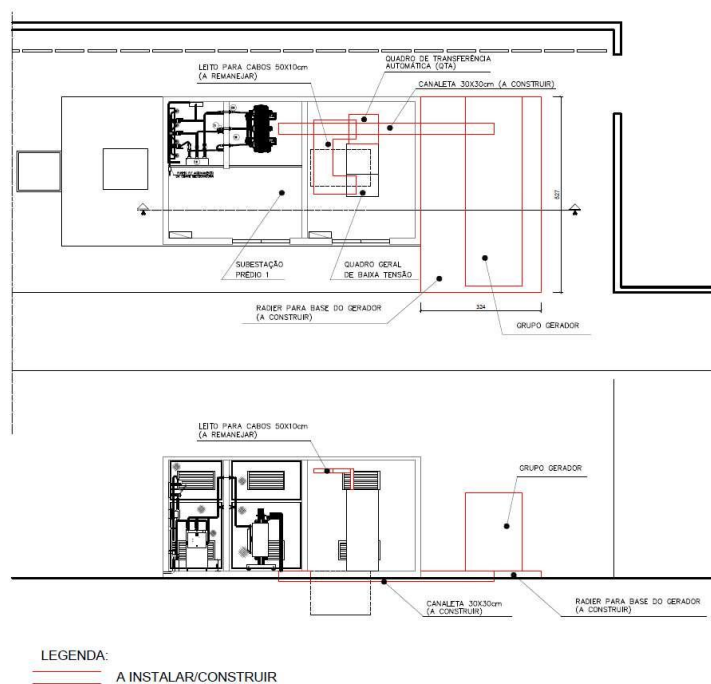 QUADRO DE TRANSFERÊNCIA
AUTOMÁTICA (QTA)
LEITO PARA CABOS 50X10cm
(A REMANEJAR)
CANALETA 30X30cm (A CONSTRUIR)
527
SUBESTAÇÃO
PRÉDIO 1
QUADRO GERAL
DE BAIXA TENSÃO
RADIER PARA BASE DO GERADOR
(A CONSTRUIR)
324
GRUPO GERADOR
LEITO PARA CABOS 50X10cm
(A REMANEJAR)
GRUPO GERADOR
CANALETA 30X30cm
(A CONSTRUIR)
RADIER PARA BASE DO GERADOR
(A CONSTRUIR)
LEGENDA:
A INSTALAR/CONSTRUIR